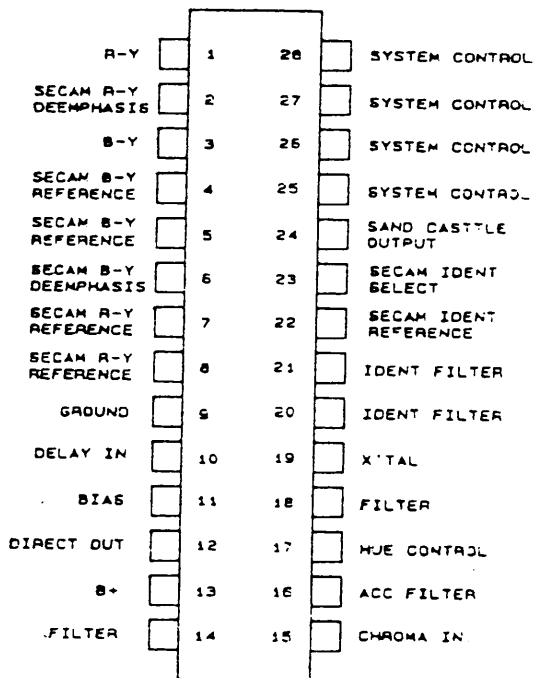 R-Y 1 28 SYSTEM CONTROL
SECAM R-Y
DEEMPHASIS 2 27 SYSTEM CONTROL
B-Y 3 26 SYSTEM CONTROL
SECAM B-Y
REFERENCE 4 25 SYSTEM CONTROL
SECAM B-Y
REFERENCE 5 24 SAND CASTTLE
OUTPUT
SECAM B-Y
DEEMPHASIS 6 23 SECAM IDENT
SELECT
SECAM R-Y
REFERENCE 7 22 SECAM IDENT
REFERENCE
SECAM R-Y
REFERENCE 8 21 IDENT FILTER
GROUND 9 20 IDENT FILTER
DELAY IN 10 19 X'TAL
BIAS 11 18 FILTER
DIRECT OUT 12 17 HUE CONTROL
B+ 13 16 ACC FILTER
FILTER 14 15 CHROMA IN